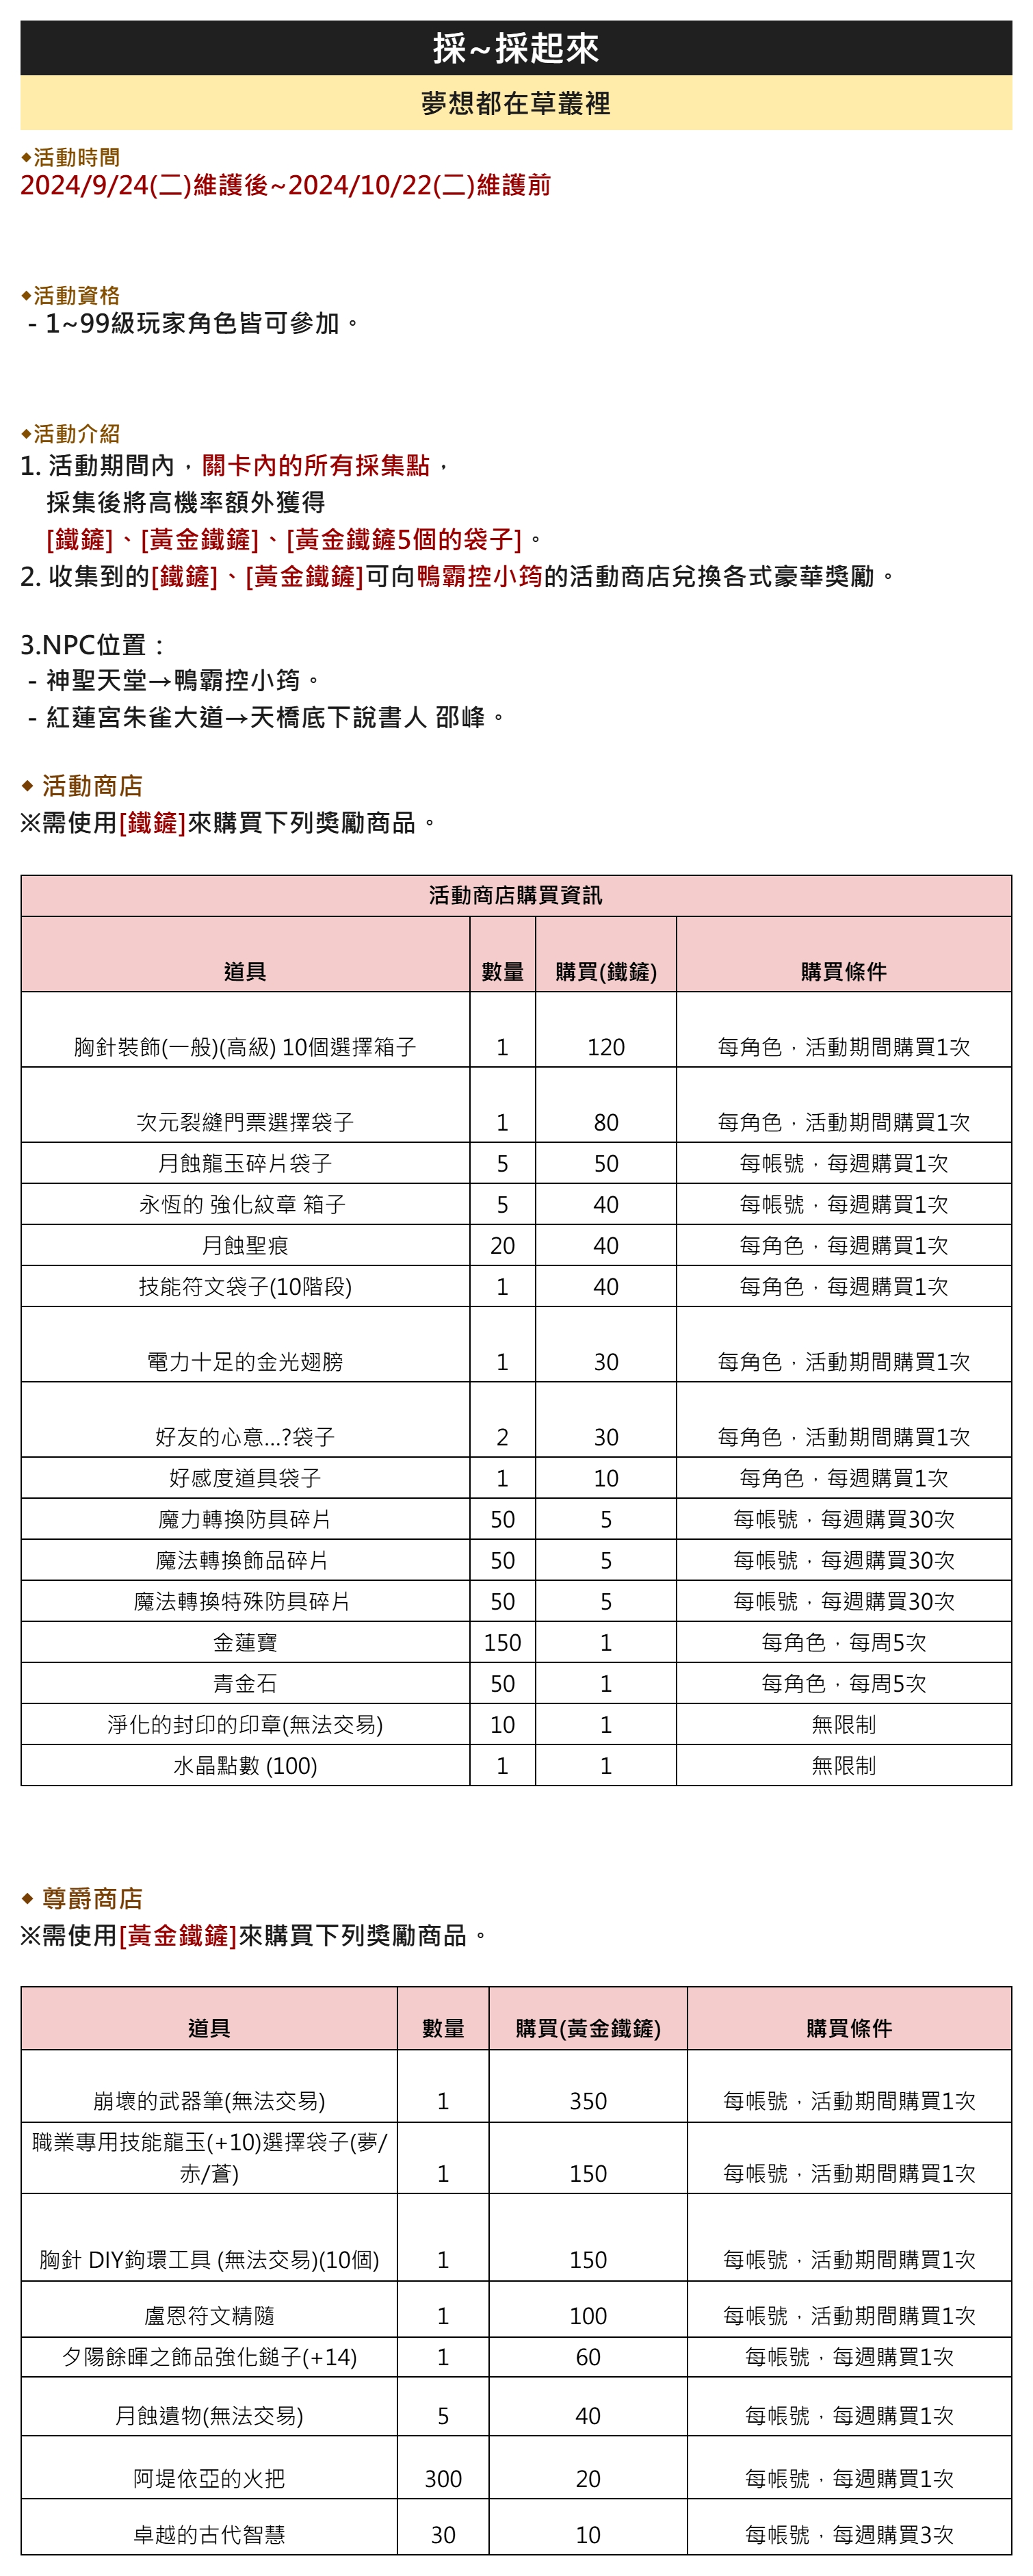 採~採起來
夢想都在草叢裡
◆活動時間
2024/9/24(二)維護後~2024/10/22(二)維護前
◆活動資格
- 1~99級玩家角色皆可參加。
◆活動介紹
1. 活動期間內，關卡內的所有採集點，
採集後將高機率額外獲得
[鐵鏟]、[黃金鐵鏟]、[黃金鐵鏟5個的袋子]。
2. 收集到的[鐵鏟]、[黃金鐵鏟]可向鴨霸控小筠的活動商店兌換各式豪華獎勵。
3.NPC位置：
- 神聖天堂→鴨霸控小筠。
- 紅蓮宮朱雀大道→天橋底下說書人 邵峰。
◆ 活動商店
※需使用[鐵鏟]來購買下列獎勵商品。
活動商店購買資訊
道具 數量 購買(鐵鏟) 購買條件
胸針裝飾(一般)(高級) 10個選擇箱子 1 120 每角色，活動期間購買1次
次元裂縫門票選擇袋子 1 80 每角色，活動期間購買1次
月蝕龍玉碎片袋子 5 50 每帳號，每週購買1次
永恆的 強化紋章 箱子 5 40 每帳號，每週購買1次
月蝕聖痕 20 40 每角色，每週購買1次
技能符文袋子(10階段) 1 40 每角色，每週購買1次
電力十足的金光翅膀 1 30 每角色，活動期間購買1次
好友的心意...?袋子 2 30 每角色，活動期間購買1次
好感度道具袋子 1 10 每角色，每週購買1次
魔力轉換防具碎片 50 5 每帳號，每週購買30次
魔法轉換飾品碎片 50 5 每帳號，每週購買30次
魔法轉換特殊防具碎片 50 5 每帳號，每週購買30次
金蓮寶 150 1 每角色，每周5次
青金石 50 1 每角色，每周5次
淨化的封印的印章(無法交易) 10 1 無限制
水晶點數 (100) 1 1 無限制
◆ 尊爵商店
※需使用[黃金鐵鏟]來購買下列獎勵商品。
道具 數量 購買(黃金鐵鏟) 購買條件
崩壞的武器筆(無法交易) 1 350 每帳號，活動期間購買1次
職業專用技能龍玉(+10)選擇袋子(夢/
赤/蒼) 1 150 每帳號，活動期間購買1次
胸針 DIY鉤環工具 (無法交易)(10個) 1 150 每帳號，活動期間購買1次
盧恩符文精隨 1 100 每帳號，活動期間購買1次
夕陽餘暉之飾品強化鎚子(+14) 1 60 每帳號，每週購買1次
月蝕遺物(無法交易) 5 40 每帳號，每週購買1次
阿堤依亞的火把 300 20 每帳號，每週購買1次
卓越的古代智慧 30 10 每帳號，每週購買3次